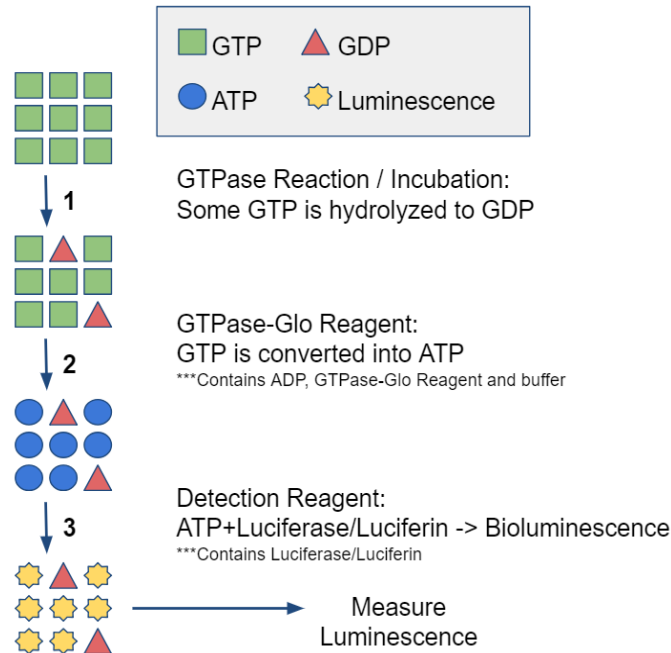 GTP GDP
ATP Luminescence
GTPase Reaction / Incubation:
1
Some GTP is hydrolyzed to GDP
GTPase-Glo Reagent:
GTP is converted into ATP
2
***Contains ADP, GTPase-Glo Reagent and buffer
Detection Reagent:
3
ATP+Luciferase/Luciferin -> Bioluminescence
***Contains Luciferase/Luciferin
Measure
Luminescence